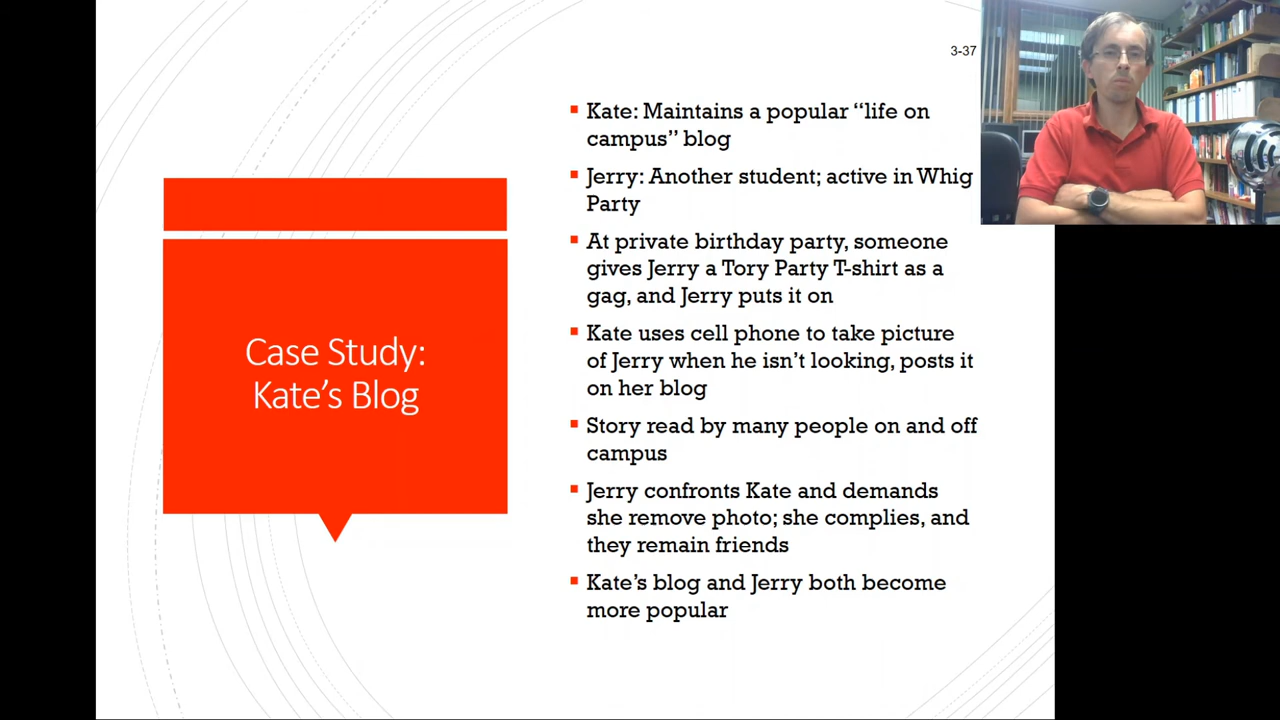 3-37
Case Study:
Kate’s Blog
Kate: Maintains a popular “life on
campus” blog
Jerry: Another student; active in Whig
Party
At private birthday party, someone
gives Jerry a Tory Party T-shirt as a
gag, and Jerry puts it on
Kate uses cell phone to take picture
of Jerry when he isn’t looking, posts it
on her blog
Story read by many people on and off
campus
Jerry confronts Kate and demands
she remove photo; she complies, and
they remain friends
Kate’s blog and Jerry both become
more popular